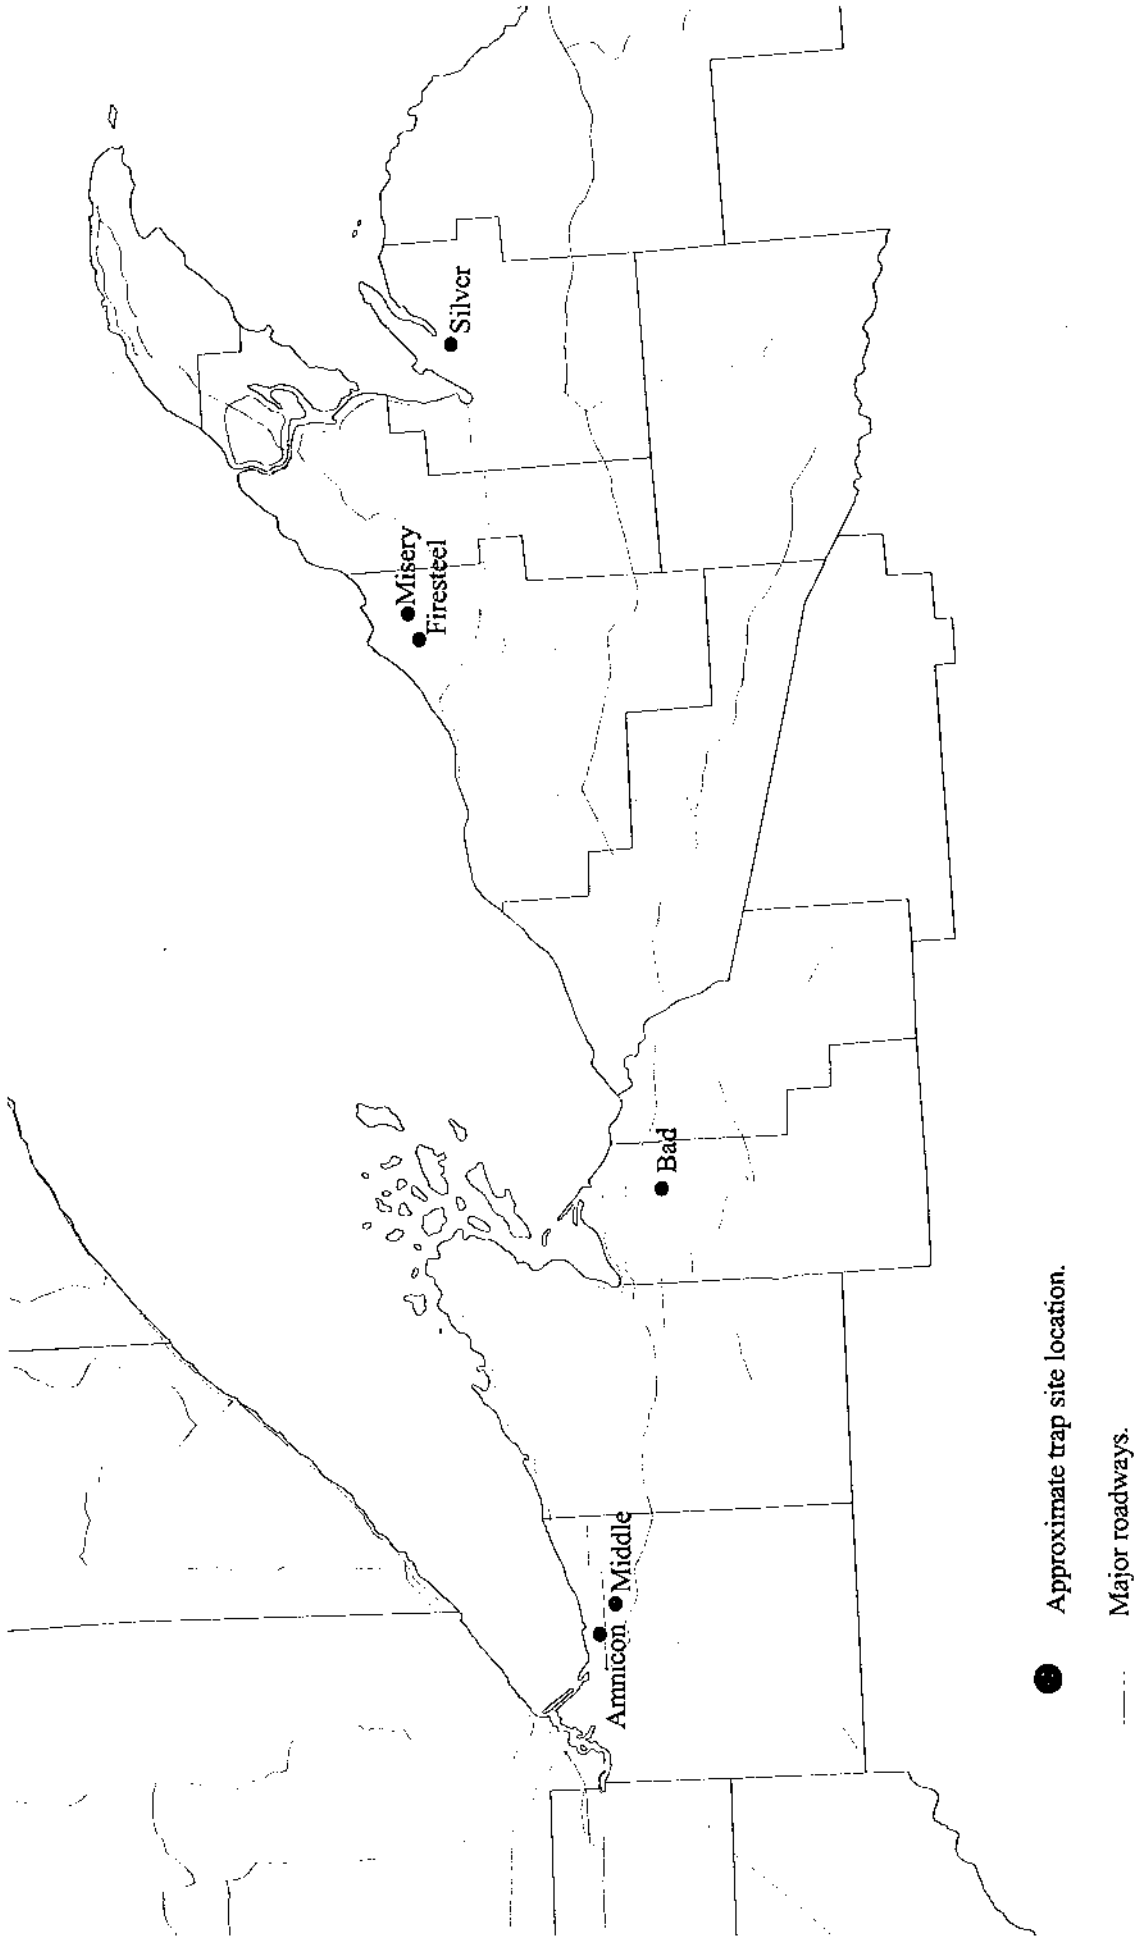 Misery
Firesteel
Silver
Bad
Middle
Amnicon
Approximate trap site location.
Major roadways.